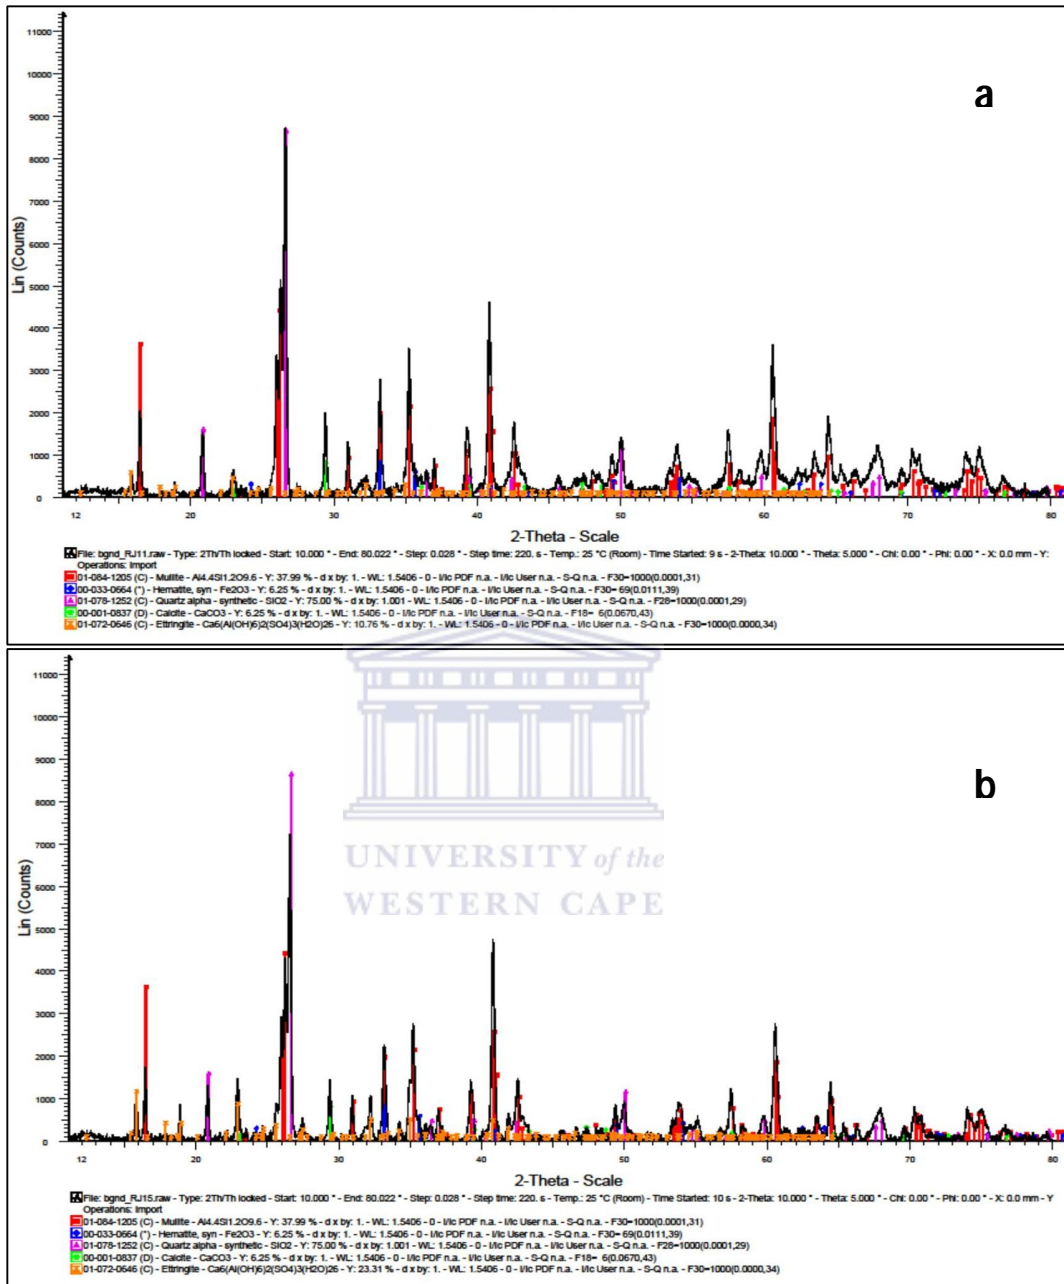 a
11000
10000
9000
8000
7000
6000
5000
4000
3000
2000
1000
0
Lin (Counts)
12 20 30 40 50 60 70 80
2-Theta - Scale
File: bgnd_RJ11.raw - Type: 2Th/Th locked - Start: 10.000 ° - End: 80.022 ° - Step: 0.028 ° - Step time: 220. s - Temp.: 25 °C (Room) - Time Started: 9 s - 2-Theta: 10.000 ° - Theta: 5.000 ° - Chi: 0.00 ° - Phi: 0.00 ° - X: 0.0 mm - Y:
Operations: Import
01-084-1205 (C) - Mullite - Al4.4Si1.2O9.6 - Y: 37.99 % - d x by: 1. - WL: 1.5406 - 0 - I/Ic PDF n.a. - I/Ic User n.a. - S-Q n.a. - F30=1000(0.0001,31)
00-033-0664 (*) - Hematite, syn - Fe2O3 - Y: 6.25 % - d x by: 1. - WL: 1.5406 - 0 - I/Ic PDF n.a. - I/Ic User n.a. - S-Q n.a. - F30= 69(0.0111,39)
01-078-1252 (C) - Quartz alpha - synthetic - SiO2 - Y: 75.00 % - d x by: 1.001 - WL: 1.5406 - 0 - I/Ic PDF n.a. - I/Ic User n.a. - S-Q n.a. - F28=1000(0.0001,29)
00-001-0837 (D) - Calcite - CaCO3 - Y: 6.25 % - d x by: 1. - WL: 1.5406 - 0 - I/Ic PDF n.a. - I/Ic User n.a. - S-Q n.a. - F18= 6(0.0670,43)
01-072-0646 (C) - Ettringite - Ca6(Al(OH)6)2(SO4)3(H2O)26 - Y: 10.76 % - d x by: 1. - WL: 1.5406 - 0 - I/Ic PDF n.a. - I/Ic User n.a. - S-Q n.a. - F30=1000(0.0000,34)
b
11000
10000
9000
8000
7000
6000
5000
4000
3000
2000
1000
0
Lin (Counts)
UNIVERSITY of the
WESTERN CAPE
12 20 30 40 50 60 70 80
2-Theta - Scale
File: bgnd_RJ15.raw - Type: 2Th/Th locked - Start: 10.000 ° - End: 80.022 ° - Step: 0.028 ° - Step time: 220. s - Temp.: 25 °C (Room) - Time Started: 10 s - 2-Theta: 10.000 ° - Theta: 5.000 ° - Chi: 0.00 ° - Phi: 0.00 ° - X: 0.0 mm - Y
Operations: Import
01-084-1205 (C) - Mullite - Al4.4Si1.2O9.6 - Y: 37.99 % - d x by: 1. - WL: 1.5406 - 0 - I/Ic PDF n.a. - I/Ic User n.a. - S-Q n.a. - F30=1000(0.0001,31)
00-033-0664 (*) - Hematite, syn - Fe2O3 - Y: 6.25 % - d x by: 1. - WL: 1.5406 - 0 - I/Ic PDF n.a. - I/Ic User n.a. - S-Q n.a. - F30= 69(0.0111,39)
01-078-1252 (C) - Quartz alpha - synthetic - SiO2 - Y: 75.00 % - d x by: 1.001 - WL: 1.5406 - 0 - I/Ic PDF n.a. - I/Ic User n.a. - S-Q n.a. - F28=1000(0.0001,29)
00-001-0837 (D) - Calcite - CaCO3 - Y: 6.25 % - d x by: 1. - WL: 1.5406 - 0 - I/Ic PDF n.a. - I/Ic User n.a. - S-Q n.a. - F18= 6(0.0670,43)
01-072-0646 (C) - Ettringite - Ca6(Al(OH)6)2(SO4)3(H2O)26 - Y: 23.31 % - d x by: 1. - WL: 1.5406 - 0 - I/Ic PDF n.a. - I/Ic User n.a. - S-Q n.a. - F30=1000(0.0000,34)